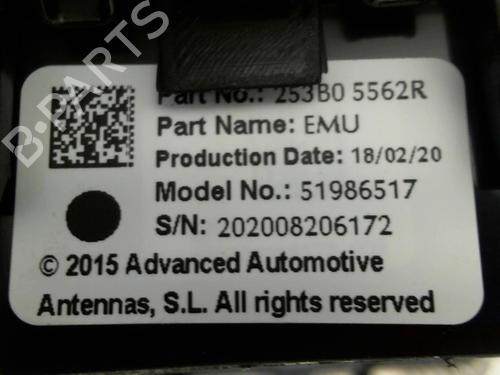 B-PARTS
Part No.: 253B0 5562R
Part Name: EMU
Production Date: 18/02/20
Model No.: 51986517
S/N: 202008206172
© 2015 Advanced Automotive
Antennas, S.L. All rights reserved